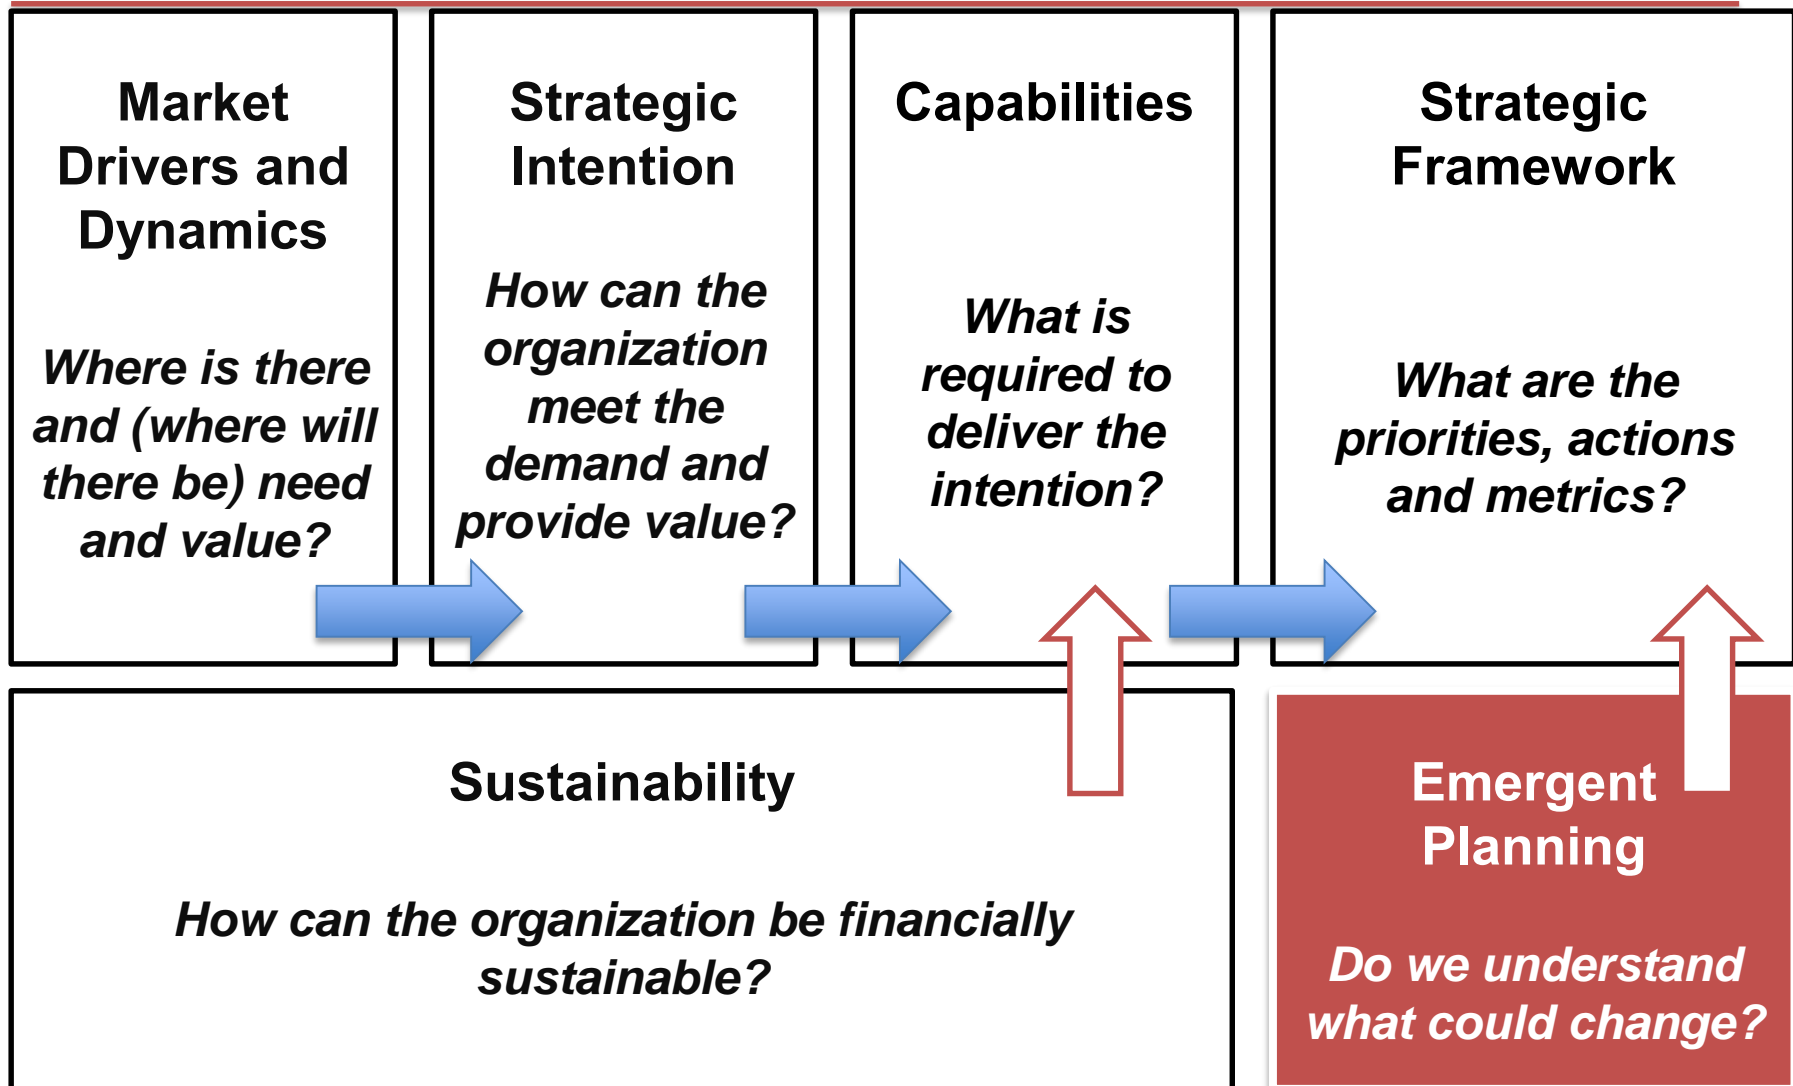 Market
Drivers and
Dynamics
Where is there
and (where will
there be) need
and value?
Strategic
Intention
How can the
organization
meet the
demand and
provide value?
Capabilities
What is
required to
deliver the
intention?
Strategic
Framework
What are the
priorities, actions
and metrics?
Sustainability
How can the organization be financially
sustainable?
Emergent
Planning
Do we understand
what could change?